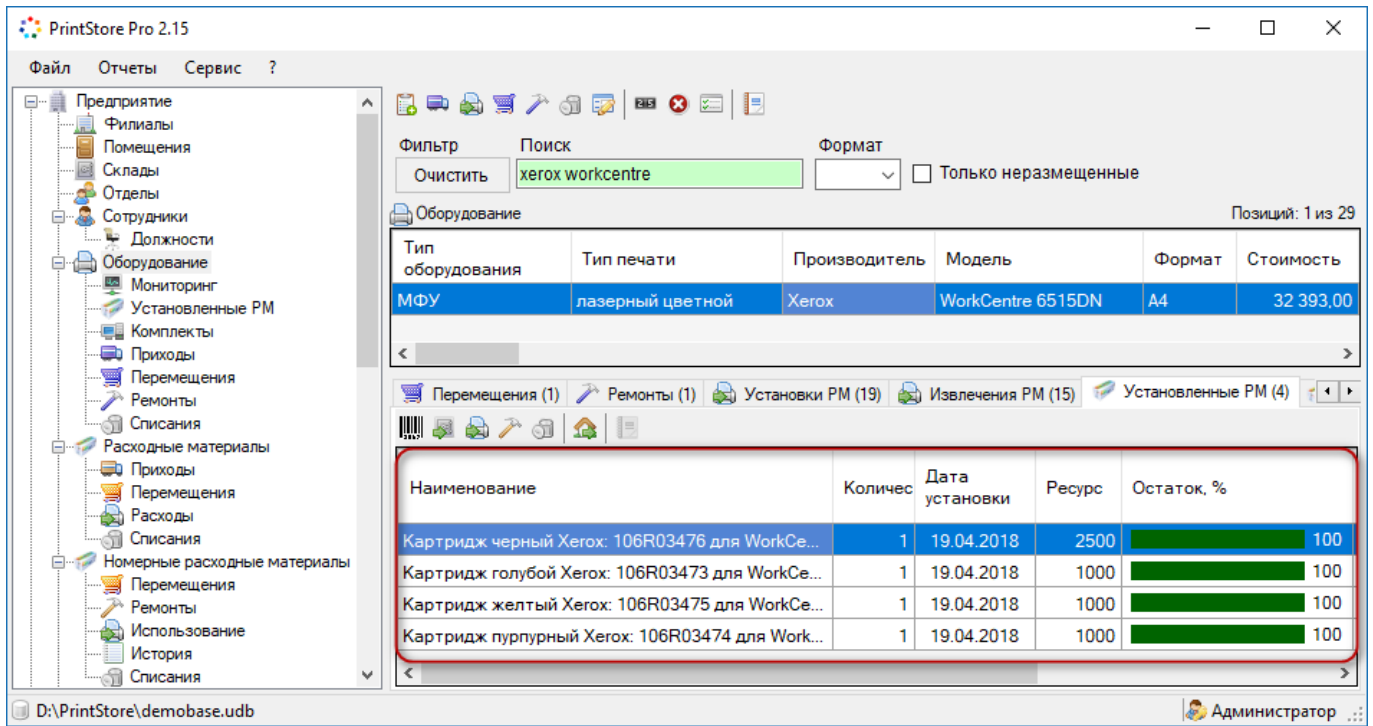 PrintStore Pro 2.15
Файл Отчеты Сервис ?
Предприятие
Филиалы
Помещения
Склады
Отделы
Сотрудники
Должности
Оборудование
Мониторинг
Установленные РМ
Комплекты
Приходы
Перемещения
Ремонты
Списания
Расходные материалы
Приходы
Перемещения
Расходы
Списания
Номерные расходные материалы
Перемещения
Ремонты
Использование
История
Списания
Фильтр Поиск Формат
Очистить xerox workcentre Только неразмещенные
Оборудование Позиций: 1 из 29
Тип оборудования Тип печати Производитель Модель Формат Стоимость
МФУ лазерный цветной Xerox WorkCentre 6515DN A4 32 393,00
Перемещения (1) Ремонты (1) Установки РМ (19) Извлечения РМ (15) Установленные РМ (4)
Наименование Количес Дата установки Ресурс Остаток, %
Картридж черный Xerox: 106R03476 для WorkCe... 1 19.04.2018 2500 100
Картридж голубой Xerox: 106R03473 для WorkCe... 1 19.04.2018 1000 100
Картридж желтый Xerox: 106R03475 для WorkCe... 1 19.04.2018 1000 100
Картридж пурпурный Xerox: 106R03474 для Work... 1 19.04.2018 1000 100
D:\PrintStore\demobase.udb Администратор